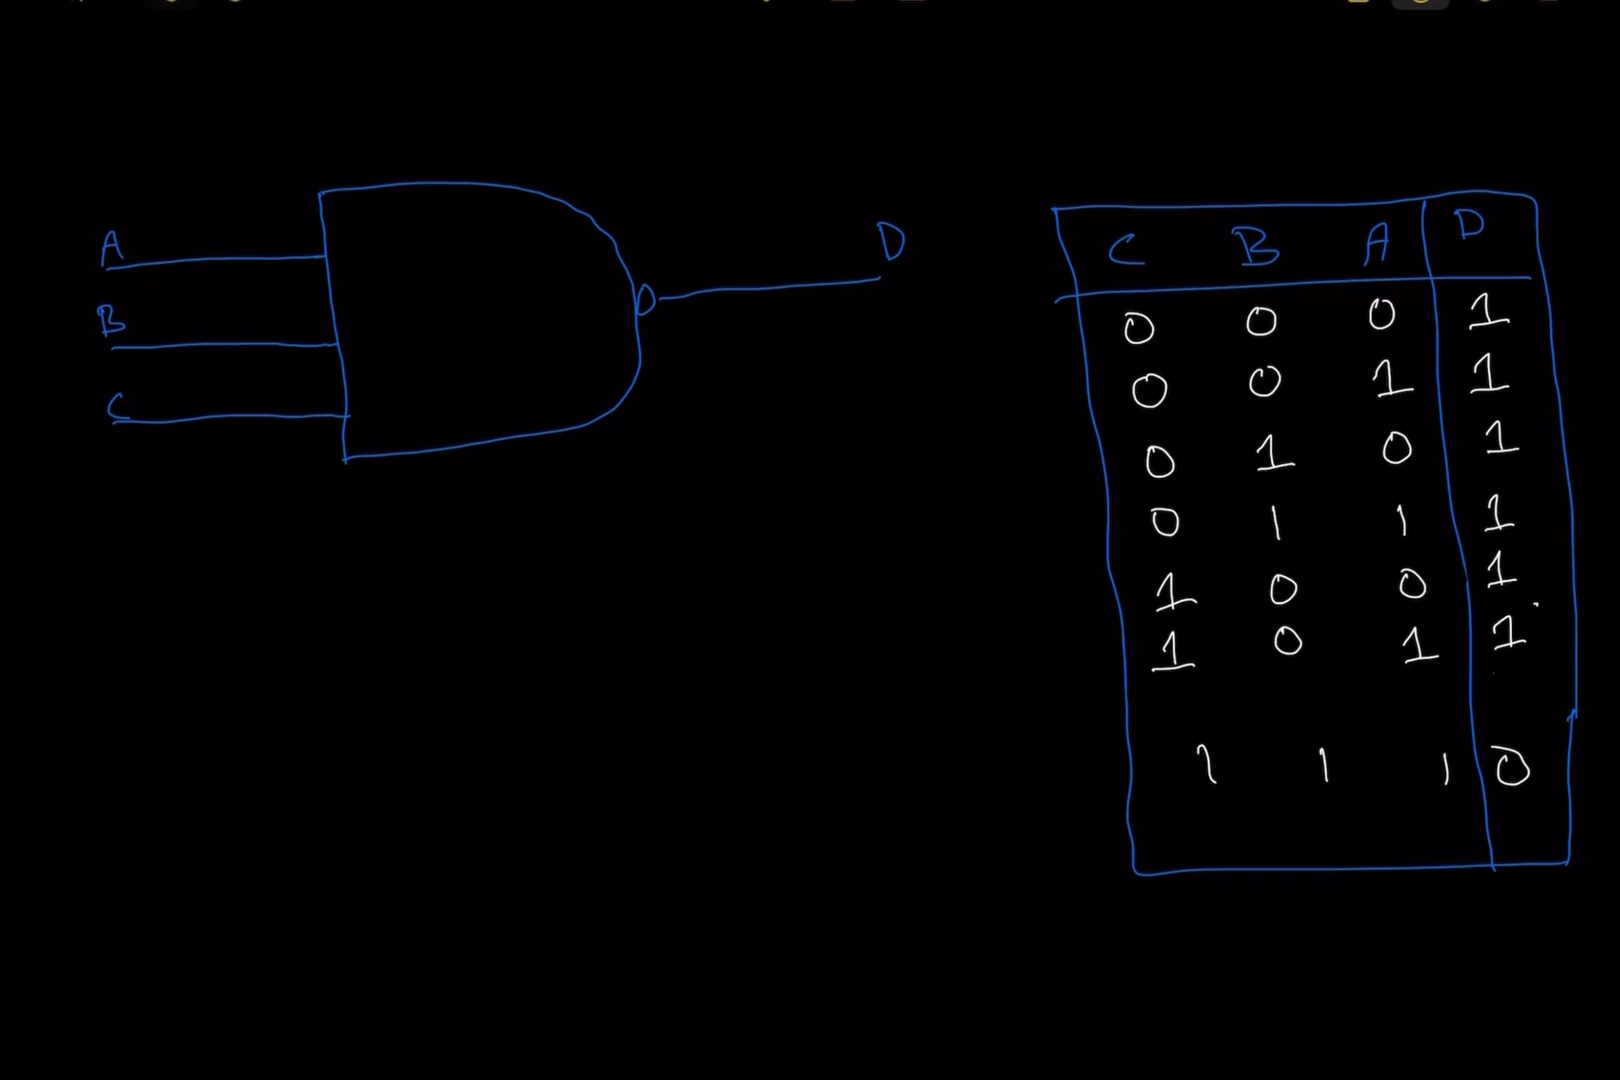 A
B
C
D
C B A D
0 0 0 1
0 0 1 1
0 1 0 1
0 1 1 1
1 0 0 1
1 0 1 1
1 1 1 0